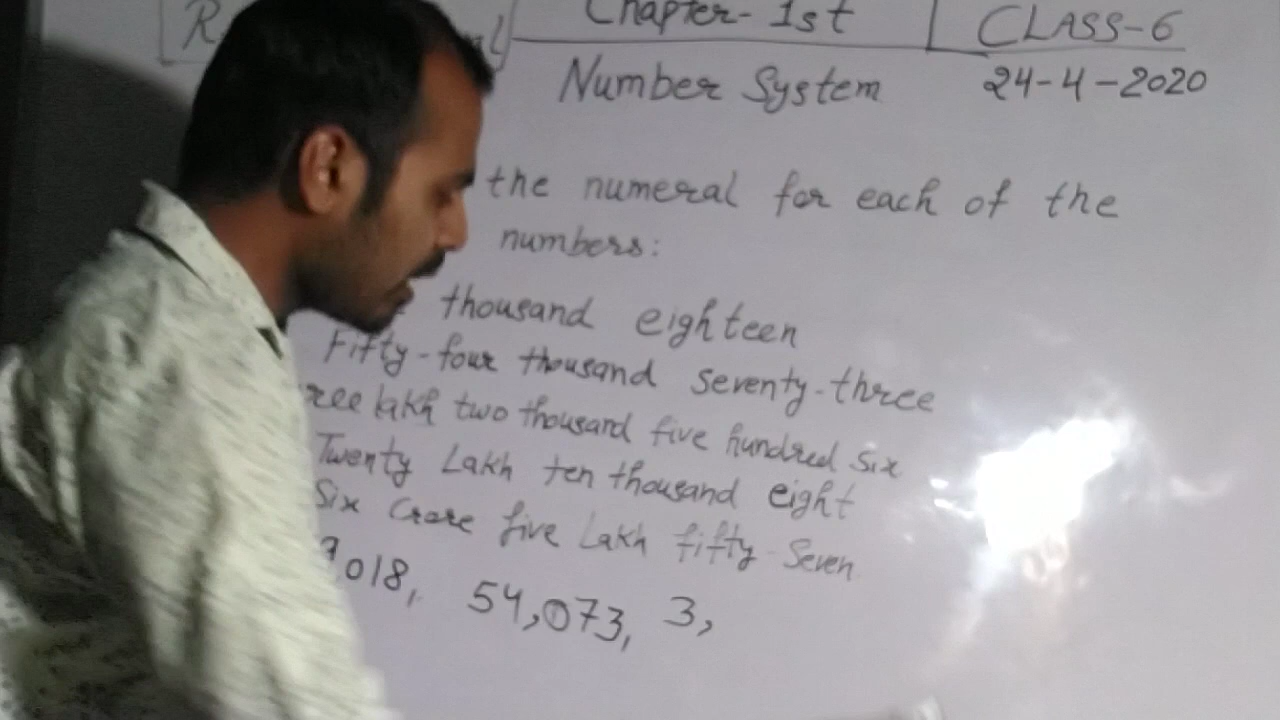 Chapter-1st CLASS-6
Number System 24-4-2020
the numeral for each of the
numbers:
thousand eighteen
Fifty-four thousand seventy-three
lakh two thousand five hundred six
Twenty Lakh ten thousand eight
Six Crore five Lakh fifty-Seven
9,018, 54,073, 3,